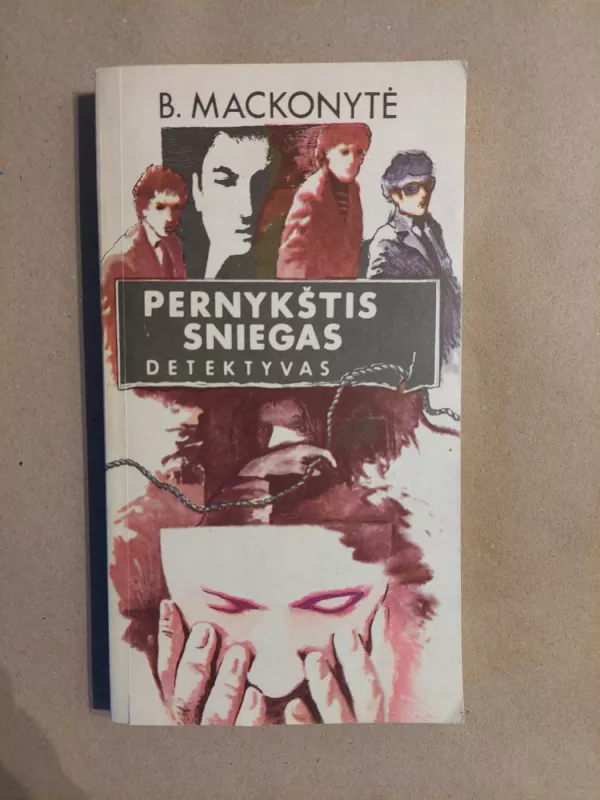 B. MACKONYTĖ
PERNYKŠTIS
SNIEGAS
DETEKTYVAS